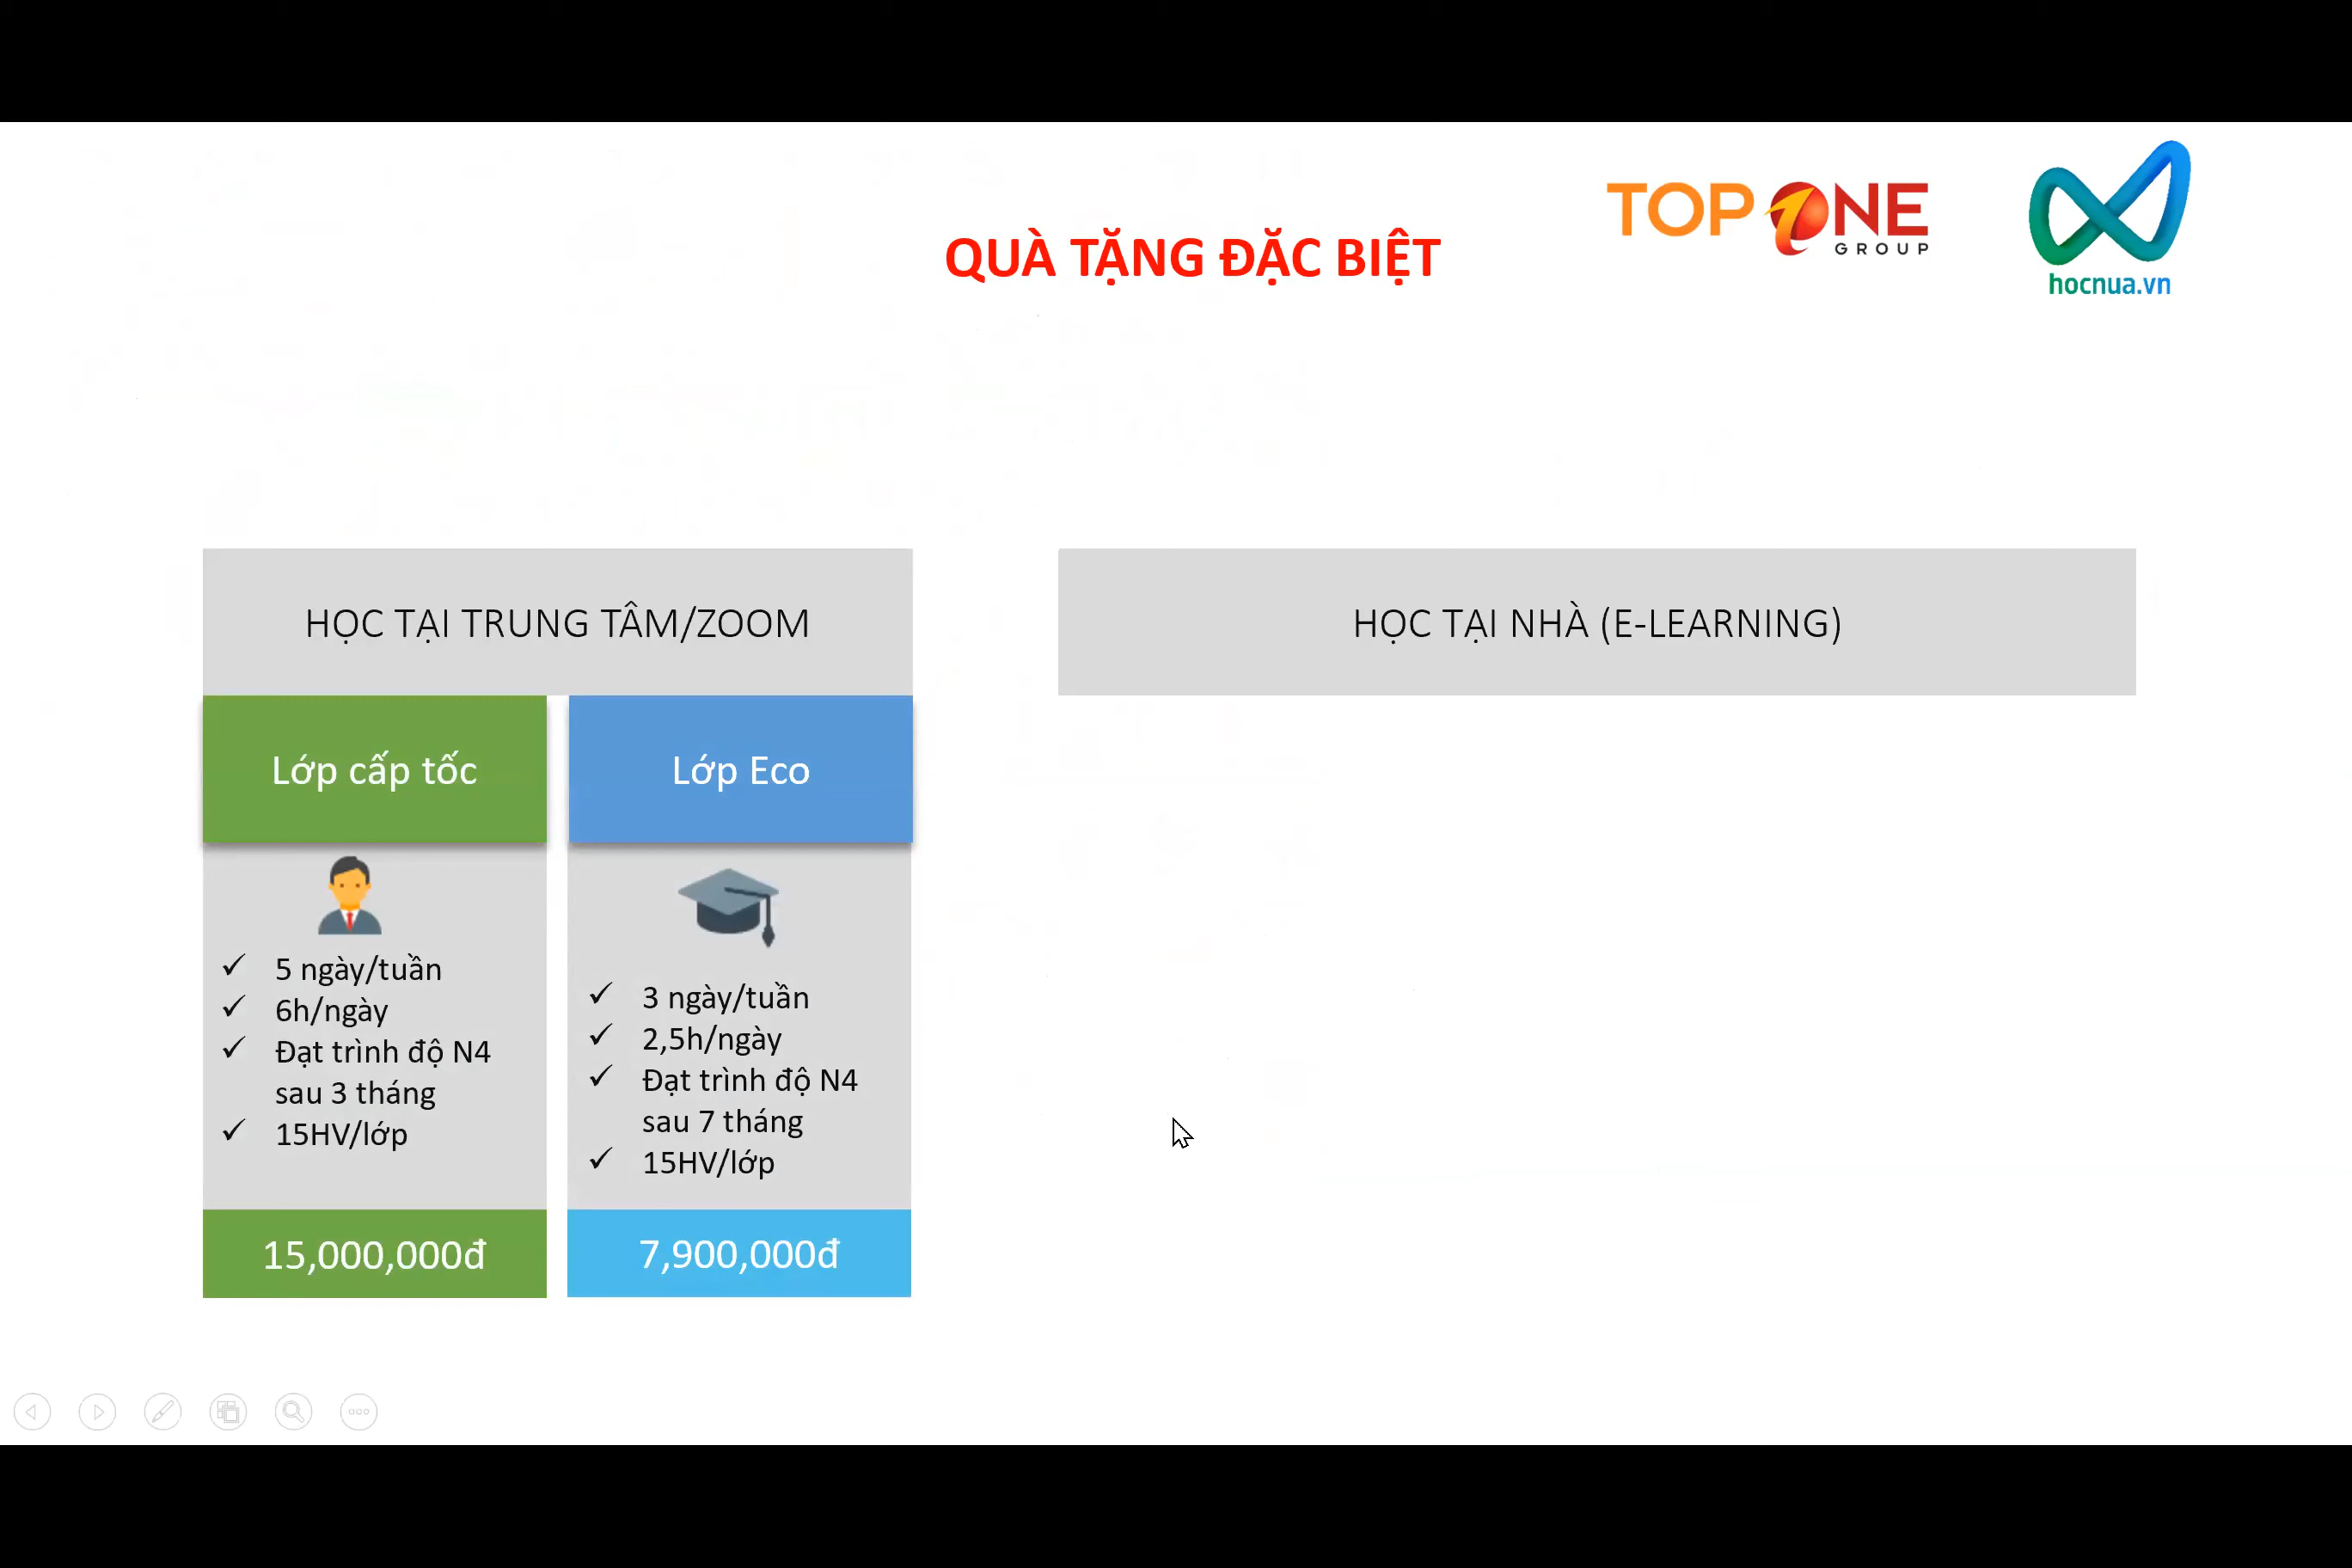 TOP ONE
GROUP
hocnua.vn
QUÀ TẶNG ĐẶC BIỆT
HỌC TẠI TRUNG TÂM/ZOOM
Lớp cấp tốc
5 ngày/tuần
6h/ngày
Đạt trình độ N4
sau 3 tháng
15HV/lớp
15,000,000đ
Lớp Eco
3 ngày/tuần
2,5h/ngày
Đạt trình độ N4
sau 7 tháng
15HV/lớp
7,900,000đ
HỌC TẠI NHÀ (E-LEARNING)